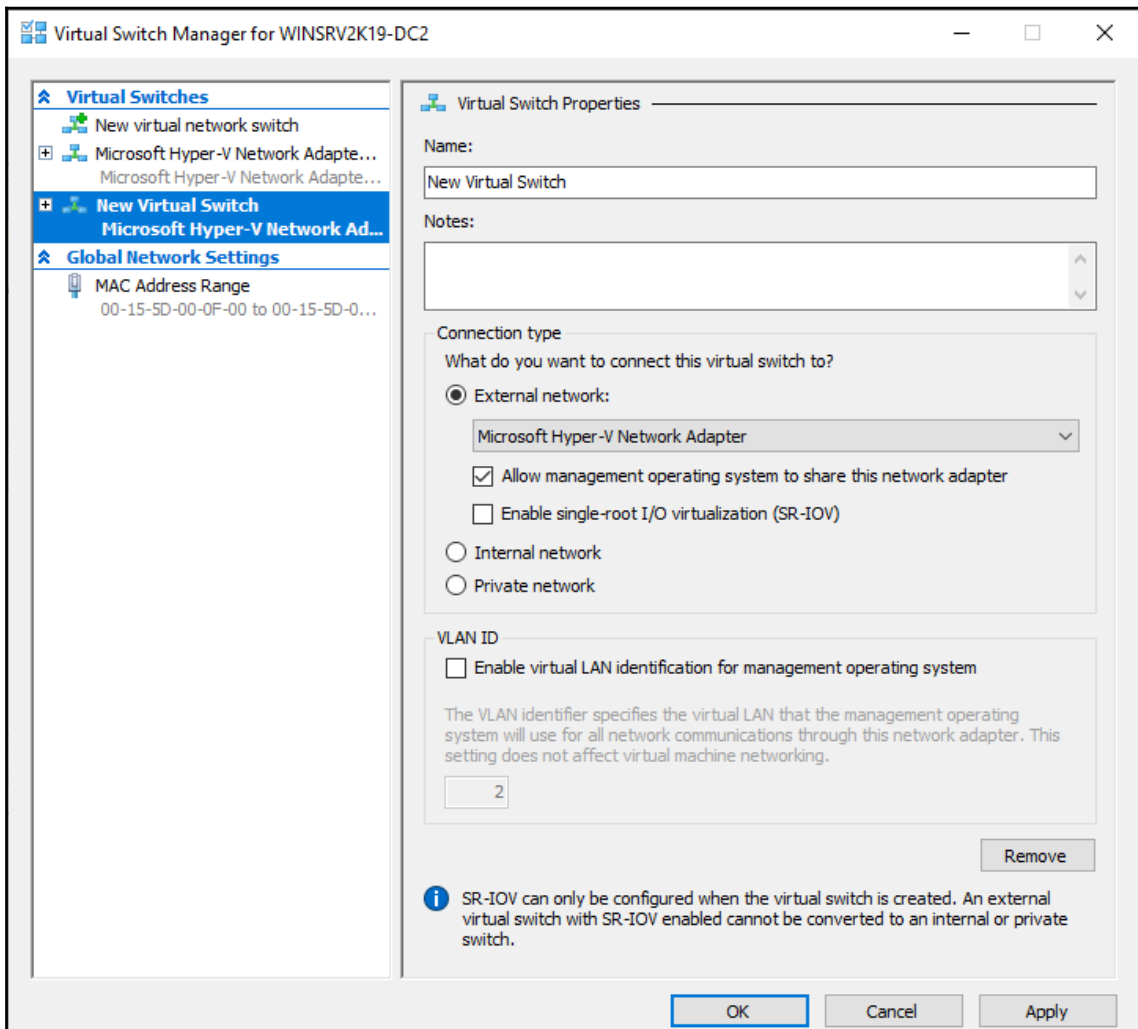 Virtual Switch Manager for WINSRV2K19-DC2
Virtual Switches
New virtual network switch
Microsoft Hyper-V Network Adapte...
Microsoft Hyper-V Network Adapte...
New Virtual Switch
Microsoft Hyper-V Network Ad...
Global Network Settings
MAC Address Range
00-15-5D-00-0F-00 to 00-15-5D-0...
Virtual Switch Properties
Name:
New Virtual Switch
Notes:
Connection type
What do you want to connect this virtual switch to?
External network:
Microsoft Hyper-V Network Adapter
Allow management operating system to share this network adapter
Enable single-root I/O virtualization (SR-IOV)
Internal network
Private network
VLAN ID
Enable virtual LAN identification for management operating system
The VLAN identifier specifies the virtual LAN that the management operating
system will use for all network communications through this network adapter. This
setting does not affect virtual machine networking.
2
Remove
SR-IOV can only be configured when the virtual switch is created. An external
virtual switch with SR-IOV enabled cannot be converted to an internal or private
switch.
OK
Cancel
Apply